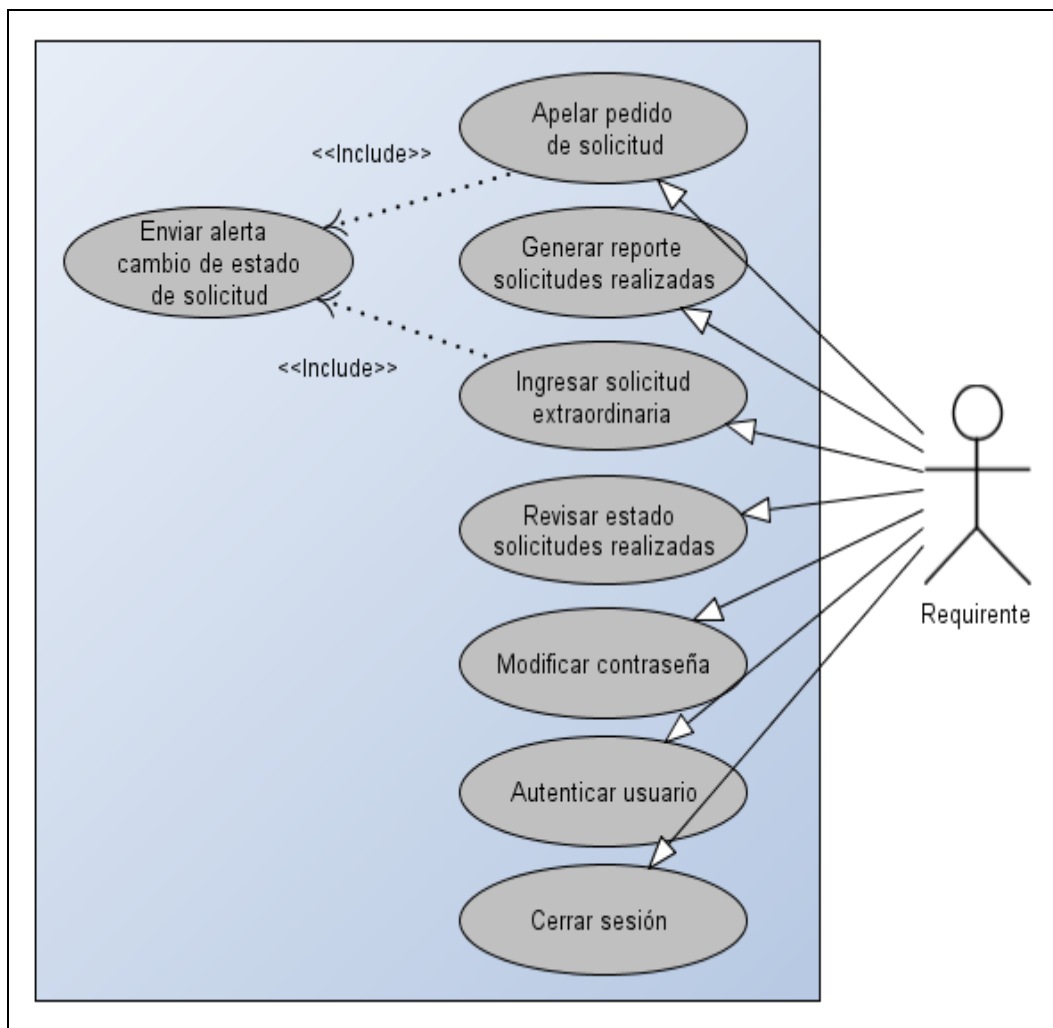 Apelar pedido
de solicitud
<<Include>>
Enviar alerta
cambio de estado
de solicitud
Generar reporte
solicitudes realizadas
<<Include>>
Ingresar solicitud
extraordinaria
Revisar estado
solicitudes realizadas
Requirente
Modificar contraseña
Autenticar usuario
Cerrar sesión